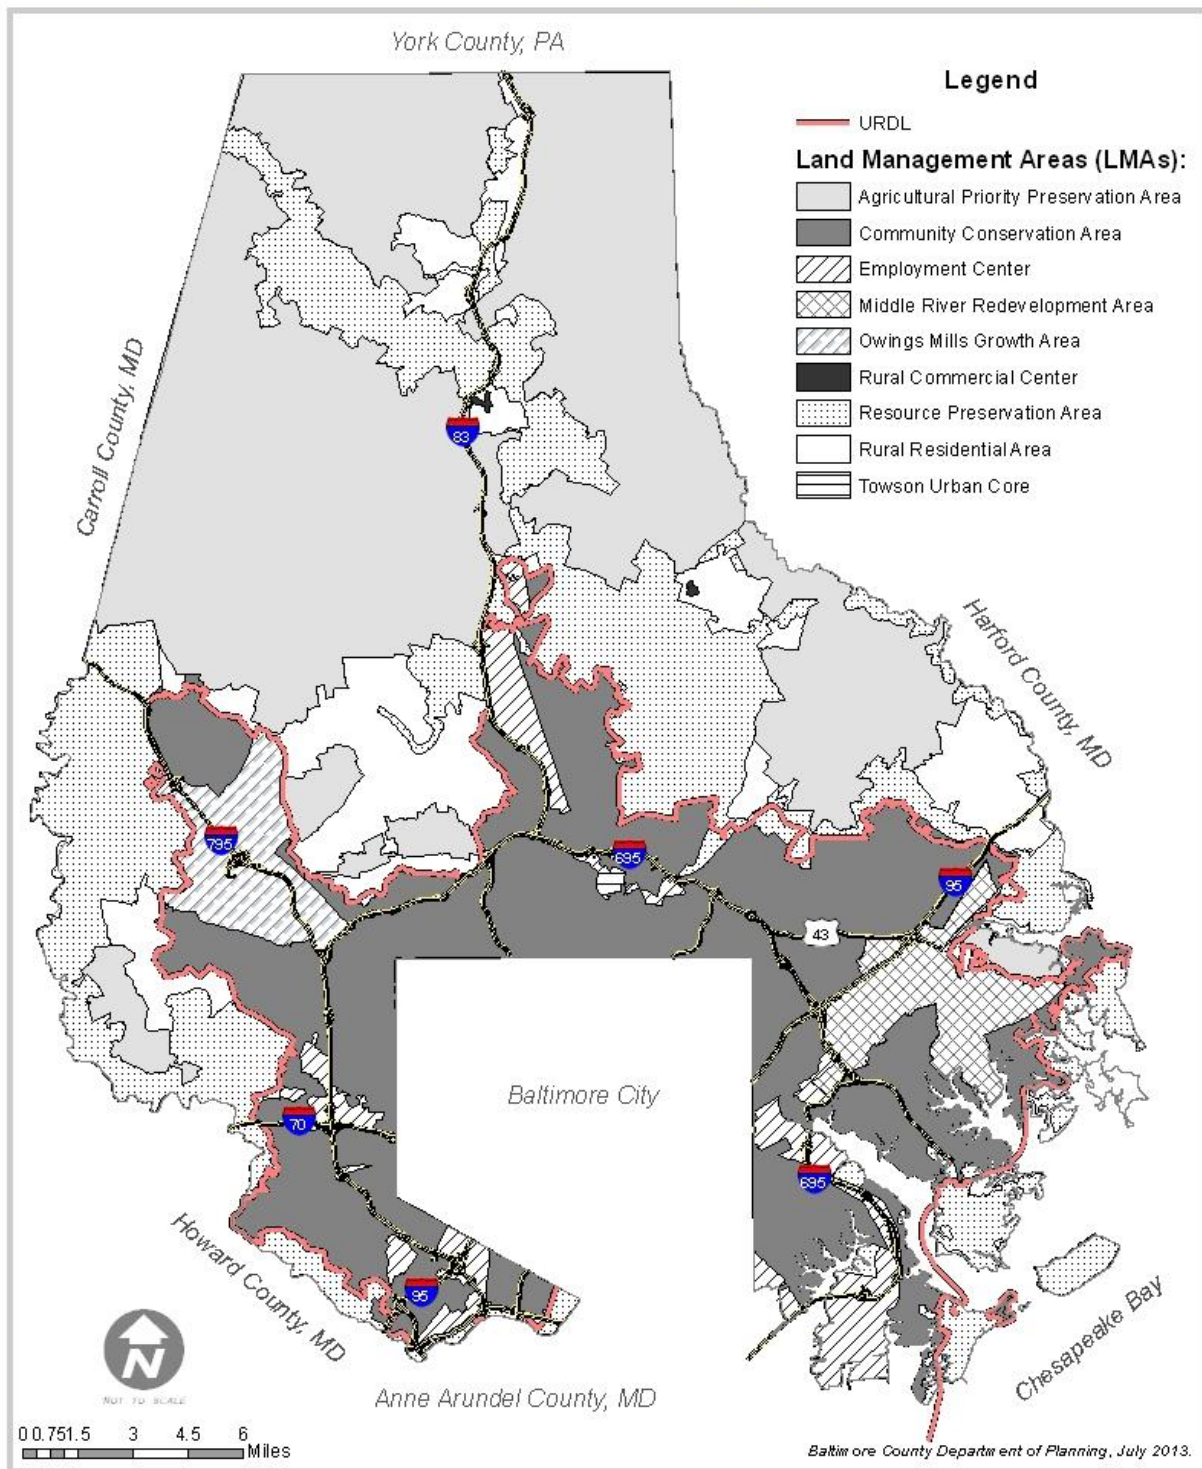 York County, PA
Legend
URDL
Land Management Areas (LMAs):
Agricultural Priority Preservation Area
Community Conservation Area
Employment Center
Middle River Redevelopment Area
Owings Mills Growth Area
Rural Commercial Center
Resource Preservation Area
Rural Residential Area
Towson Urban Core
Carroll County, MD
83
Harford County, MD
795
695
95
43
Baltimore City
70
695
Howard County, MD
95
Chesapeake Bay
N
NOT TO SCALE
Anne Arundel County, MD
0 0.75 1.5 3 4.5 6
Miles
Baltimore County Department of Planning, July 2013.